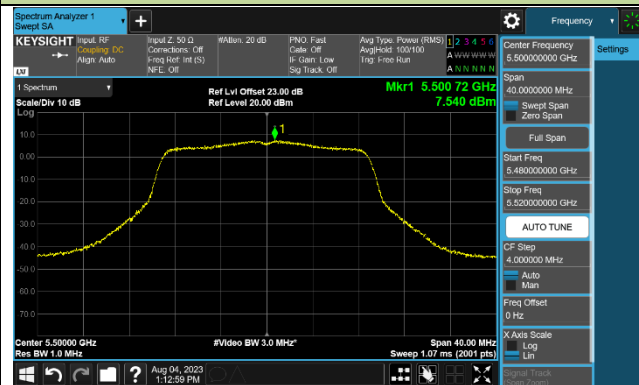 Spectrum Analyzer 1
Swept SA
Frequency
KEYSIGHT
Input: RF
Coupling: DC
Align: Auto
Input Z: 50 Ω
Corrections: Off
Freq Ref: Int (S)
NFE: Off
#Atten: 20 dB
PNO: Fast
Gate: Off
IF Gain: Low
Sig Track: Off
Avg Type: Power (RMS)
Avg|Hold: 100/100
Trig: Free Run
1 2 3 4 5 6
A W W W W W
A N N N N N
LXI
1 Spectrum
Scale/Div 10 dB
Log
Ref Lvl Offset 23.00 dB
Ref Level 20.00 dBm
Mkr1 5.500 72 GHz
7.540 dBm
1
10.0
0.00
-10.0
-20.0
-30.0
-40.0
-50.0
-60.0
-70.0
Center 5.50000 GHz
Res BW 1.0 MHz
#Video BW 3.0 MHz*
Span 40.00 MHz
Sweep 1.07 ms (2001 pts)
Aug 04, 2023
1:12:59 PM
Center Frequency
5.500000000 GHz
Settings
Span
40.0000000 MHz
Swept Span
Zero Span
Full Span
Start Freq
5.480000000 GHz
Stop Freq
5.520000000 GHz
AUTO TUNE
CF Step
4.000000 MHz
Auto
Man
Freq Offset
0 Hz
X Axis Scale
Log
Lin
Signal Track
(Span Zoom)